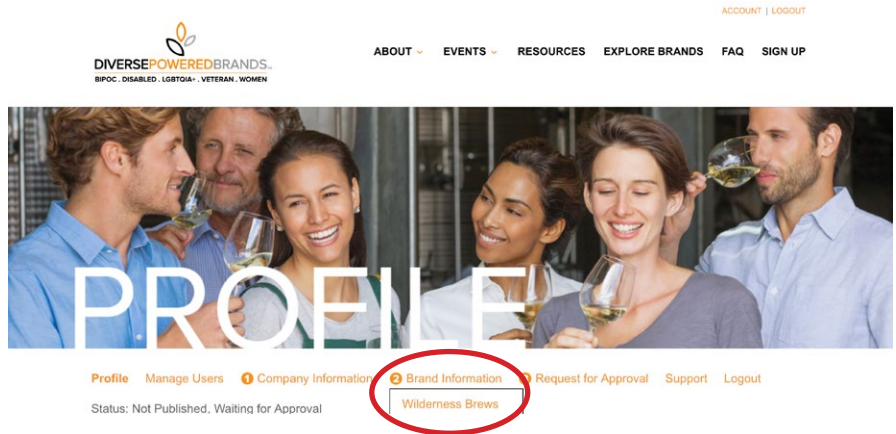 ACCOUNT | LOGOUT
DIVERSEPOWEREDBRANDS
BIPOC . DISABLED . LGBTQIA+ . VETERAN . WOMEN
ABOUT EVENTS RESOURCES EXPLORE BRANDS FAQ SIGN UP
PROFILE
Profile Manage Users 1 Company Information 2 Brand Information Request for Approval Support Logout
Wilderness Brews
Status: Not Published, Waiting for Approval